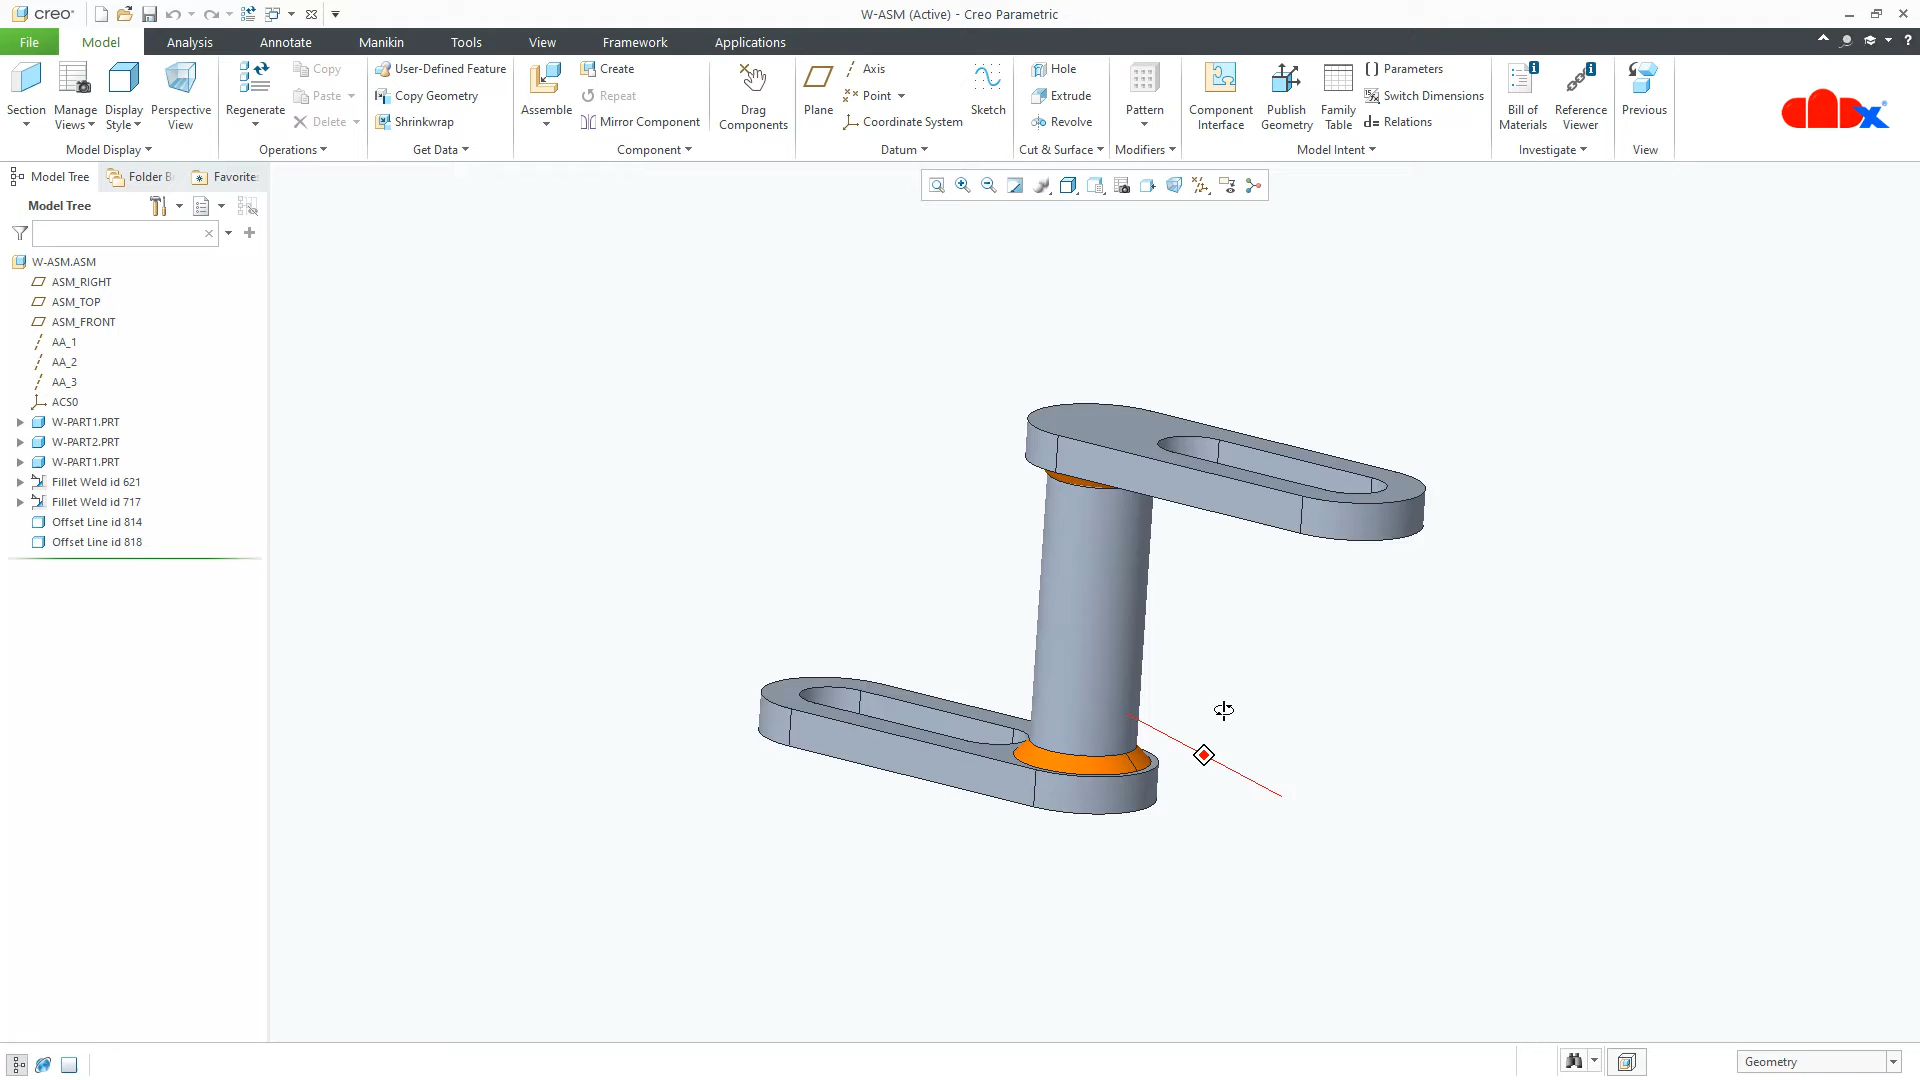 creo
W-ASM (Active) - Creo Parametric
File
Model
Analysis
Annotate
Manikin
Tools
View
Framework
Applications
Section
Manage
Views
Display
Style
Perspective
View
Model Display
Regenerate
Copy
Paste
Delete
Operations
User-Defined Feature
Copy Geometry
Shrinkwrap
Get Data
Assemble
Create
Repeat
Mirror Component
Component
Drag
Components
Plane
Axis
Point
Coordinate System
Sketch
Datum
Hole
Extrude
Revolve
Cut & Surface
Pattern
Modifiers
Component
Interface
Publish
Geometry
Family
Table
Parameters
Switch Dimensions
d= Relations
Model Intent
Bill of
Materials
Reference
Viewer
Investigate
Previous
View
Model Tree
Folder B
Favorite
Model Tree
W-ASM.ASM
ASM_RIGHT
ASM_TOP
ASM_FRONT
AA_1
AA_2
AA_3
ACS0
W-PART1.PRT
W-PART2.PRT
W-PART1.PRT
Fillet Weld id 621
Fillet Weld id 717
Offset Line id 814
Offset Line id 818
Geometry